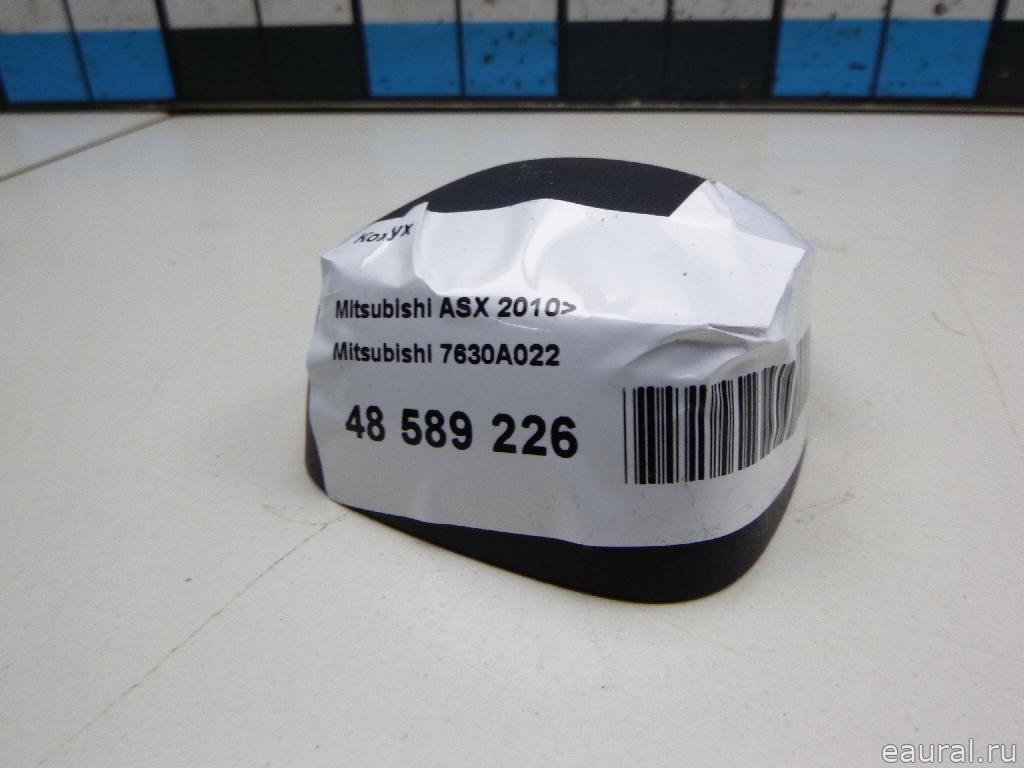 Кожух
Mitsubishi ASX 2010>
Mitsubishi 7630A022
48 589 226
eaural.ru